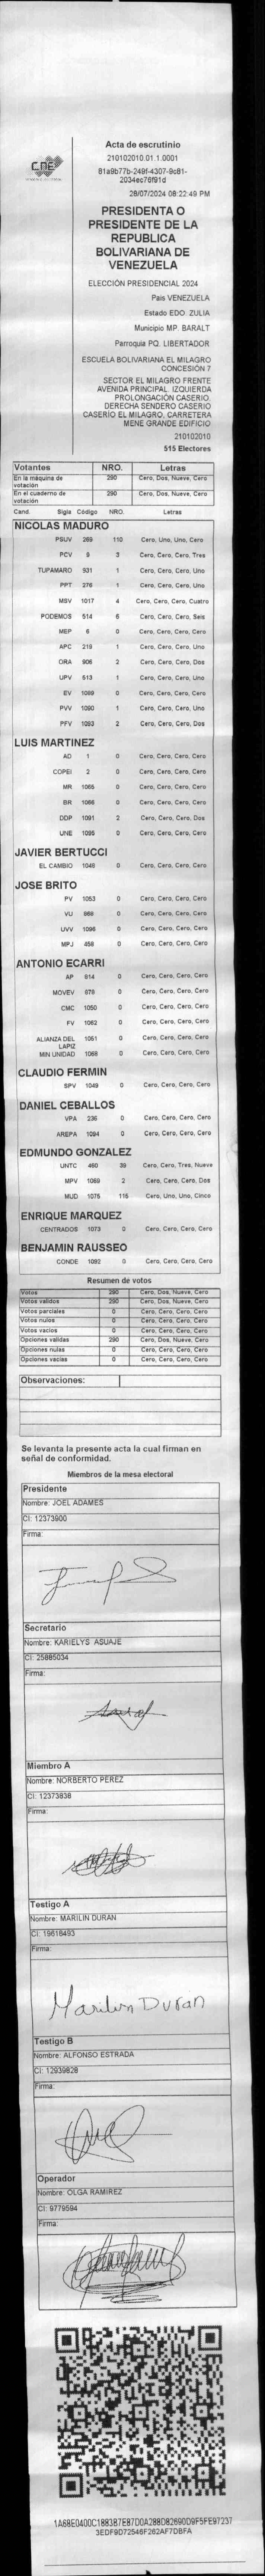 CNE
Acta de escrutinio
210102010.01.1.0001
81a9b77b-249f-4307-9c81-
2034ec76f91d
28/07/2024 08:22:49 PM
PRESIDENTA O
PRESIDENTE DE LA
REPUBLICA
BOLIVARIANA DE
VENEZUELA
ELECCIÓN PRESIDENCIAL 2024
Pais VENEZUELA
Estado EDO. ZULIA
Municipio MP. BARALT
Parroquia PQ. LIBERTADOR
ESCUELA BOLIVARIANA EL MILAGRO
CONCESIÓN 7
SECTOR EL MILAGRO FRENTE
AVENIDA PRINCIPAL. IZQUIERDA
PROLONGACIÓN CASERIO.
DERECHA SENDERO CASERIO
CASERÍO EL MILAGRO, CARRETERA
MENE GRANDE EDIFICIO
210102010
515 Electores
Votantes NRO. Letras
En la máquina de votación 290 Cero, Dos, Nueve, Cero
En el cuaderno de votación 290 Cero, Dos, Nueve, Cero
Cand. Sigla Código NRO. Letras
NICOLAS MADURO
PSUV 269 110 Cero, Uno, Uno, Cero
PCV 9 3 Cero, Cero, Cero, Tres
TUPAMARO 931 1 Cero, Cero, Cero, Uno
PPT 276 1 Cero, Cero, Cero, Uno
MSV 1017 4 Cero, Cero, Cero, Cuatro
PODEMOS 514 6 Cero, Cero, Cero, Seis
MEP 6 0 Cero, Cero, Cero, Cero
APC 219 1 Cero, Cero, Cero, Uno
ORA 906 2 Cero, Cero, Cero, Dos
UPV 513 1 Cero, Cero, Cero, Uno
EV 1089 0 Cero, Cero, Cero, Cero
PVV 1090 1 Cero, Cero, Cero, Uno
PFV 1093 2 Cero, Cero, Cero, Dos
LUIS MARTINEZ
AD 1 0 Cero, Cero, Cero, Cero
COPEI 2 0 Cero, Cero, Cero, Cero
MR 1065 0 Cero, Cero, Cero, Cero
BR 1066 0 Cero, Cero, Cero, Cero
DDP 1091 2 Cero, Cero, Cero, Dos
UNE 1095 0 Cero, Cero, Cero, Cero
JAVIER BERTUCCI
EL CAMBIO 1048 0 Cero, Cero, Cero, Cero
JOSE BRITO
PV 1053 0 Cero, Cero, Cero, Cero
VU 868 0 Cero, Cero, Cero, Cero
UVV 1096 0 Cero, Cero, Cero, Cero
MPJ 458 0 Cero, Cero, Cero, Cero
ANTONIO ECARRI
AP 814 0 Cero, Cero, Cero, Cero
MOVEV 878 0 Cero, Cero, Cero, Cero
CMC 1050 0 Cero, Cero, Cero, Cero
FV 1062 0 Cero, Cero, Cero, Cero
ALIANZA DEL LAPIZ 1051 0 Cero, Cero, Cero, Cero
MIN UNIDAD 1068 0 Cero, Cero, Cero, Cero
CLAUDIO FERMIN
SPV 1049 0 Cero, Cero, Cero, Cero
DANIEL CEBALLOS
VPA 236 0 Cero, Cero, Cero, Cero
AREPA 1094 0 Cero, Cero, Cero, Cero
EDMUNDO GONZALEZ
UNTC 460 39 Cero, Cero, Tres, Nueve
MPV 1069 2 Cero, Cero, Cero, Dos
MUD 1075 115 Cero, Uno, Uno, Cinco
ENRIQUE MARQUEZ
CENTRADOS 1073 0 Cero, Cero, Cero, Cero
BENJAMIN RAUSSEO
CONDE 1092 0 Cero, Cero, Cero, Cero
Resumen de votos
Votos 290 Cero, Dos, Nueve, Cero
Votos validos 290 Cero, Dos, Nueve, Cero
Votos parciales 0 Cero, Cero, Cero, Cero
Votos nulos 0 Cero, Cero, Cero, Cero
Votos vacios 0 Cero, Cero, Cero, Cero
Opciones validas 290 Cero, Dos, Nueve, Cero
Opciones nulas 0 Cero, Cero, Cero, Cero
Opciones vacias 0 Cero, Cero, Cero, Cero
Observaciones:
Se levanta la presente acta la cual firman en
señal de conformidad.
Miembros de la mesa electoral
Presidente
Nombre: JOEL ADAMES
CI: 12373900
Firma:
Secretario
Nombre: KARIELYS ASUAJE
CI: 25885034
Firma:
Miembro A
Nombre: NORBERTO PEREZ
CI: 12373838
Firma:
Testigo A
Nombre: MARILIN DURAN
CI: 19616493
Firma:
Marilin Duran
Testigo B
Nombre: ALFONSO ESTRADA
CI: 12939828
Firma:
Operador
Nombre: OLGA RAMIREZ
CI: 9779594
Firma:
1A68E0400C188387E87D0A288D82690D9F5FE97237
3EDF9D72546F262AF7DBFA